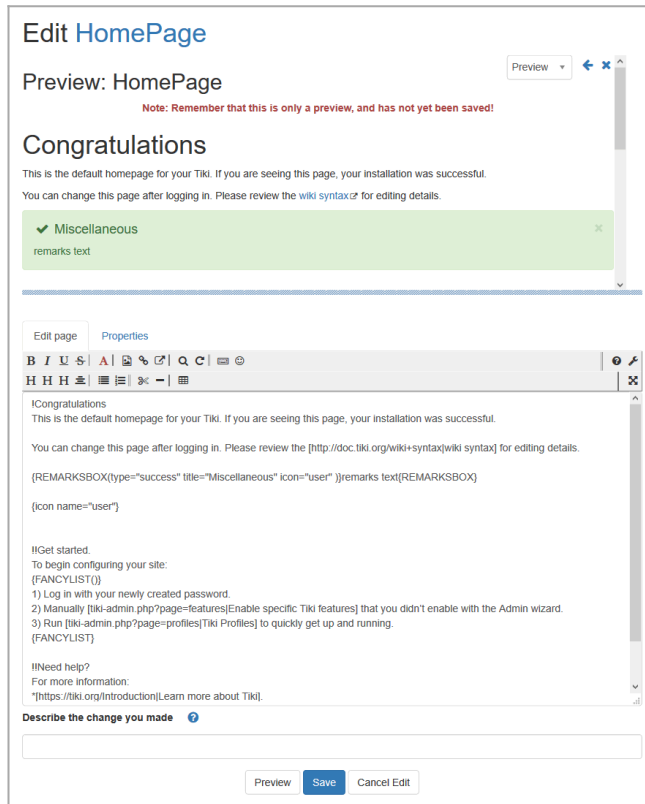 Edit HomePage
Preview
Preview: HomePage
Note: Remember that this is only a preview, and has not yet been saved!
Congratulations
This is the default homepage for your Tiki. If you are seeing this page, your installation was successful.
You can change this page after logging in. Please review the wiki syntax for editing details.
Miscellaneous
remarks text
Edit page Properties
B I U S A
H H H
!Congratulations
This is the default homepage for your Tiki. If you are seeing this page, your installation was successful.
You can change this page after logging in. Please review the [http://doc.tiki.org/wiki+syntax|wiki syntax] for editing details.
{REMARKSBOX(type="success" title="Miscellaneous" icon="user" )}remarks text{REMARKSBOX}
{icon name="user"}
!!Get started.
To begin configuring your site:
{FANCYLIST()}
1) Log in with your newly created password.
2) Manually [tiki-admin.php?page=features|Enable specific Tiki features] that you didn't enable with the Admin wizard.
3) Run [tiki-admin.php?page=profiles|Tiki Profiles] to quickly get up and running.
{FANCYLIST}
!!Need help?
For more information:
*[https://tiki.org/Introduction|Learn more about Tiki].
Describe the change you made
Preview Save Cancel Edit